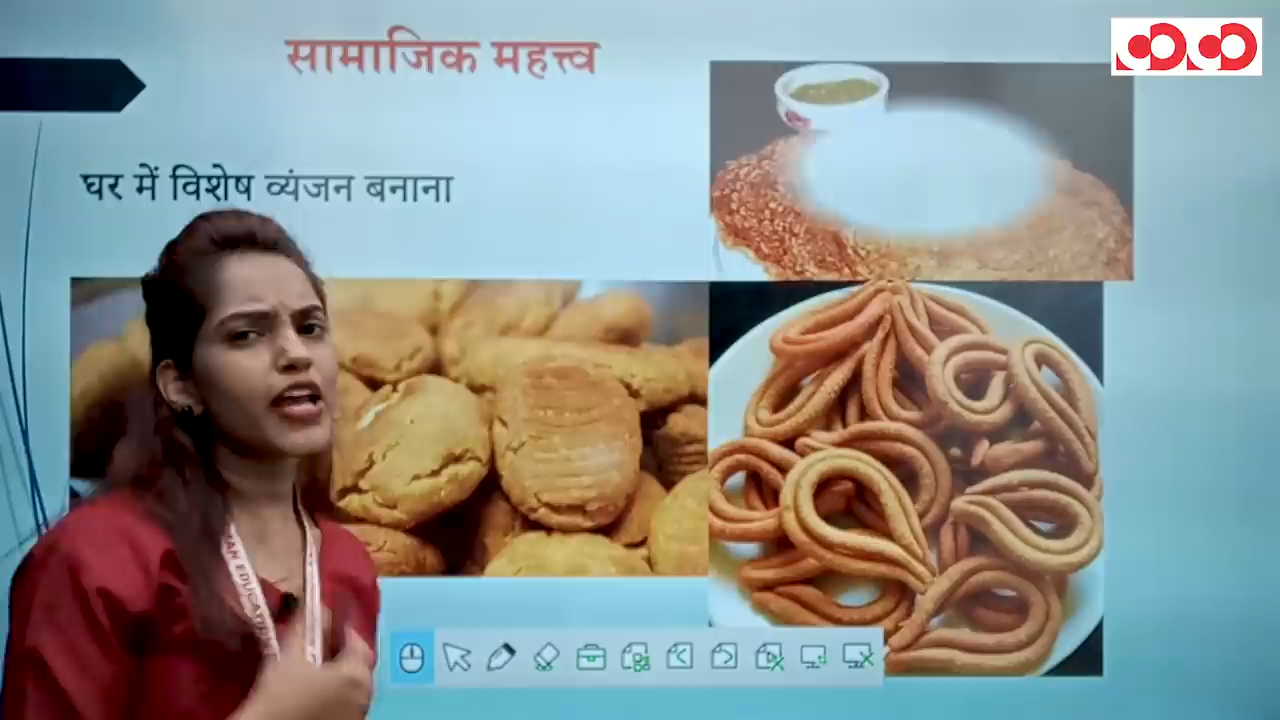 सामाजिक महत्त्व
घर में विशेष व्यंजन बनाना